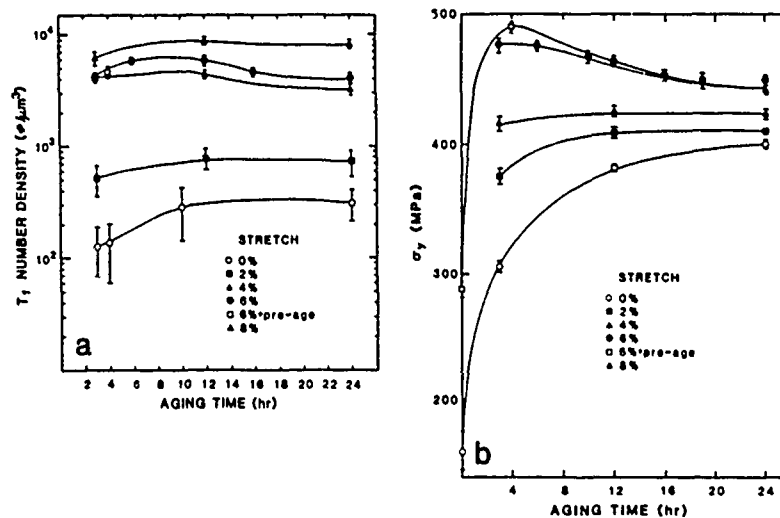 a
10⁴
10³
10²
T₁ NUMBER DENSITY (#/μm³)
STRETCH
○ 0%
■ 2%
▲ 4%
● 6%
□ 6%+pre-age
▲ 8%
2 4 6 8 10 12 14 16 18 20 22 24
AGING TIME (hr)
b
500
400
300
200
σy (MPa)
STRETCH
○ 0%
■ 2%
▲ 4%
● 6%
□ 6%+pre-age
▲ 8%
4 8 12 16 20 24
AGING TIME (hr)